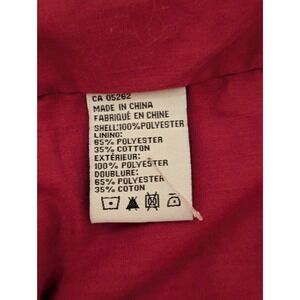 CA 05262
MADE IN CHINA
FABRIQUÉ EN CHINE
SHELL:100%POLYESTER
LINING:
65% POLYESTER
35% COTTON
EXTÉRIEUR:
100% POLYESTER
DOUBLURE:
65% POLYESTER
35% COTON